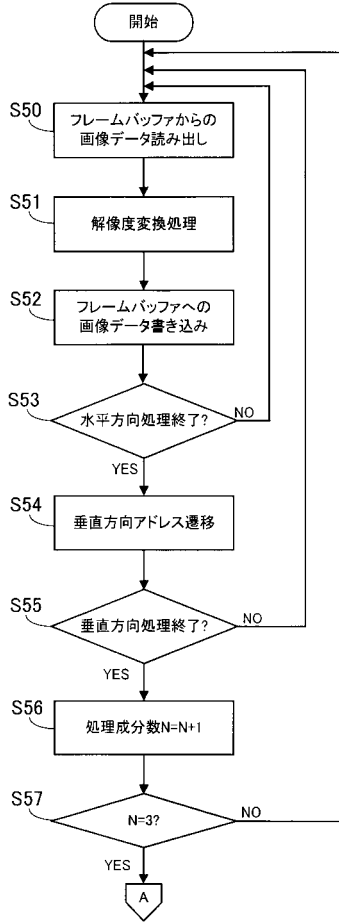 開始
S50
フレームバッファからの
画像データ読み出し
S51
解像度変換処理
S52
フレームバッファへの
画像データ書き込み
S53
水平方向処理終了?
NO
YES
S54
垂直方向アドレス遷移
S55
垂直方向処理終了?
NO
YES
S56
処理成分数N=N+1
S57
N=3?
NO
YES
A